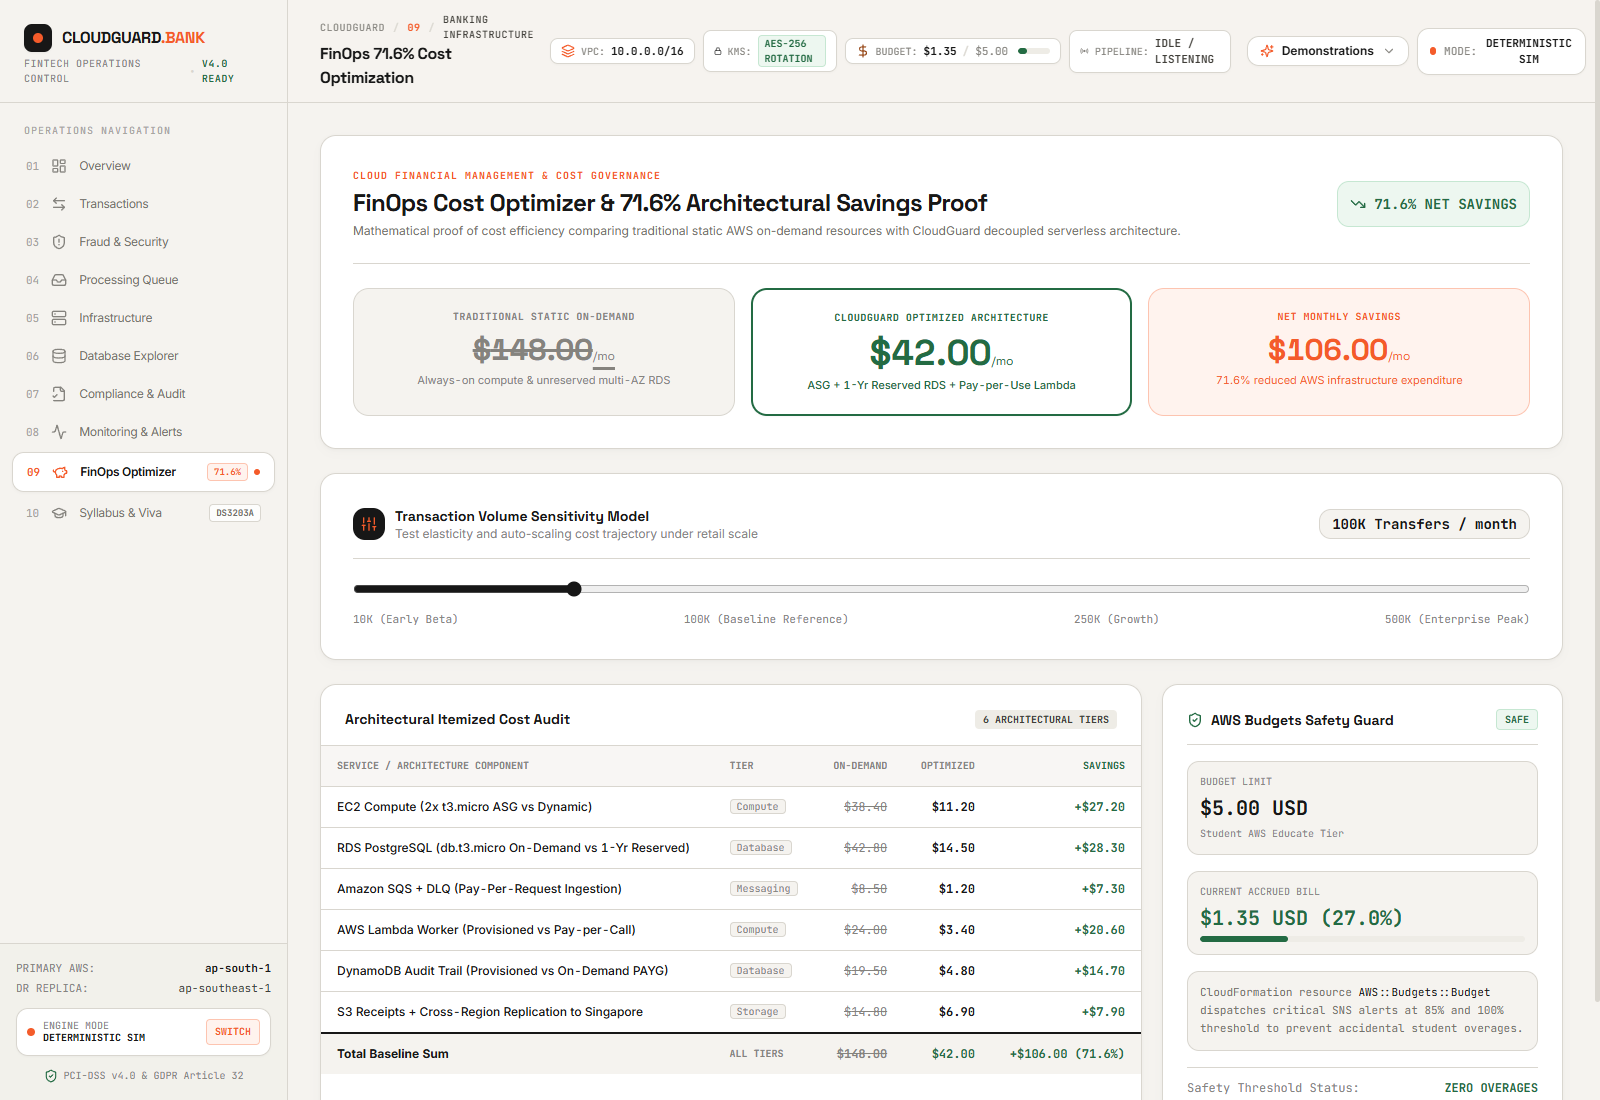 CLOUDGUARD.BANK
FINTECH OPERATIONS CONTROL
V4.0 READY
OPERATIONS NAVIGATION
01 Overview
02 Transactions
03 Fraud & Security
04 Processing Queue
05 Infrastructure
06 Database Explorer
07 Compliance & Audit
08 Monitoring & Alerts
09 FinOps Optimizer 71.6%
10 Syllabus & Viva DS3203A
PRIMARY AWS: ap-south-1
DR REPLICA: ap-southeast-1
ENGINE MODE
DETERMINISTIC SIM
SWITCH
PCI-DSS v4.0 & GDPR Article 32
CLOUDGUARD / 09 / BANKING INFRASTRUCTURE
FinOps 71.6% Cost
Optimization
VPC: 10.0.0.0/16
KMS: AES-256 ROTATION
BUDGET: $1.35 / $5.00
PIPELINE: IDLE / LISTENING
Demonstrations
MODE: DETERMINISTIC SIM
CLOUD FINANCIAL MANAGEMENT & COST GOVERNANCE
FinOps Cost Optimizer & 71.6% Architectural Savings Proof
Mathematical proof of cost efficiency comparing traditional static AWS on-demand resources with CloudGuard decoupled serverless architecture.
71.6% NET SAVINGS
TRADITIONAL STATIC ON-DEMAND
$148.00/mo
Always-on compute & unreserved multi-AZ RDS
CLOUDGUARD OPTIMIZED ARCHITECTURE
$42.00/mo
ASG + 1-Yr Reserved RDS + Pay-per-Use Lambda
NET MONTHLY SAVINGS
$106.00/mo
71.6% reduced AWS infrastructure expenditure
Transaction Volume Sensitivity Model
Test elasticity and auto-scaling cost trajectory under retail scale
100K Transfers / month
10K (Early Beta) 100K (Baseline Reference) 250K (Growth) 500K (Enterprise Peak)
Architectural Itemized Cost Audit
6 ARCHITECTURAL TIERS
SERVICE / ARCHITECTURE COMPONENT TIER ON-DEMAND OPTIMIZED SAVINGS
EC2 Compute (2x t3.micro ASG vs Dynamic) Compute $38.40 $11.20 +$27.20
RDS PostgreSQL (db.t3.micro On-Demand vs 1-Yr Reserved) Database $42.80 $14.50 +$28.30
Amazon SQS + DLQ (Pay-Per-Request Ingestion) Messaging $8.50 $1.20 +$7.30
AWS Lambda Worker (Provisioned vs Pay-per-Call) Compute $24.00 $3.40 +$20.60
DynamoDB Audit Trail (Provisioned vs On-Demand PAYG) Database $19.50 $4.80 +$14.70
S3 Receipts + Cross-Region Replication to Singapore Storage $14.80 $6.90 +$7.90
Total Baseline Sum ALL TIERS $148.00 $42.00 +$106.00 (71.6%)
AWS Budgets Safety Guard
SAFE
BUDGET LIMIT
$5.00 USD
Student AWS Educate Tier
CURRENT ACCRUED BILL
$1.35 USD (27.0%)
CloudFormation resource AWS::Budgets::Budget
dispatches critical SNS alerts at 85% and 100%
threshold to prevent accidental student overages.
Safety Threshold Status: ZERO OVERAGES